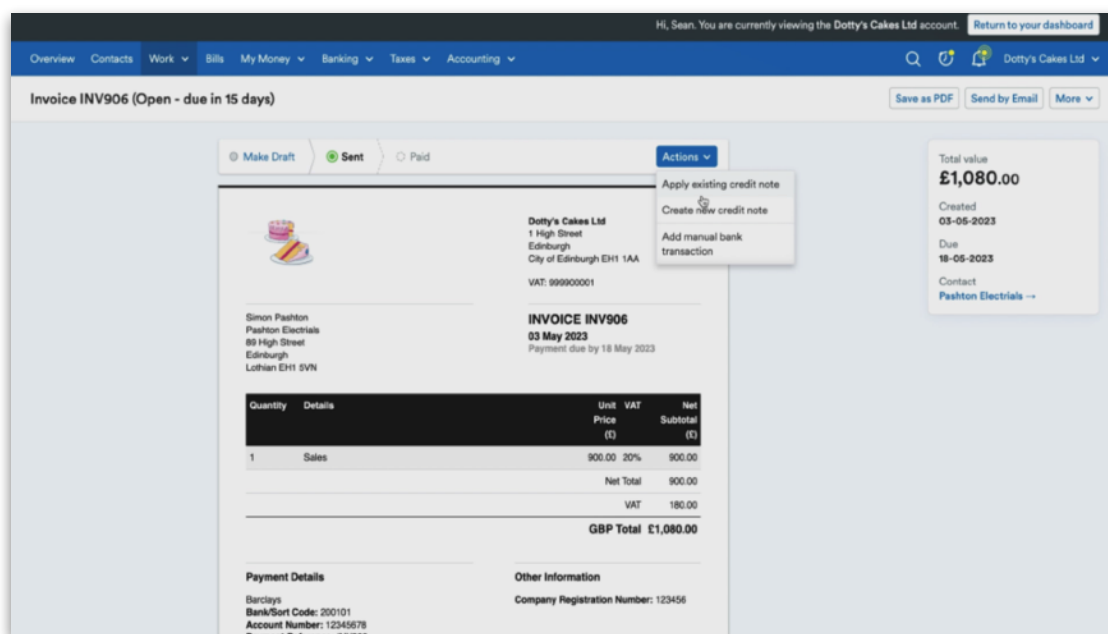 Hi, Sean. You are currently viewing the Dotty's Cakes Ltd account. Return to your dashboard
Overview Contacts Work Bills My Money Banking Taxes Accounting Dotty's Cakes Ltd
Invoice INV906 (Open - due in 15 days) Save as PDF Send by Email More
Make Draft Sent Paid Actions
Apply existing credit note
Create new credit note
Add manual bank
transaction
Total value
£1,080.00
Created
03-05-2023
Due
18-05-2023
Contact
Pashton Electrials →
Dotty's Cakes Ltd
1 High Street
Edinburgh
City of Edinburgh EH1 1AA
VAT: 999900001
Simon Pashton
Pashton Electrials
89 High Street
Edinburgh
Lothian EH1 5VN
INVOICE INV906
03 May 2023
Payment due by 18 May 2023
Quantity Details Unit Price (£) VAT Net Subtotal (£)
1 Sales 900.00 20% 900.00
Net Total 900.00
VAT 180.00
GBP Total £1,080.00
Payment Details
Barclays
Bank/Sort Code: 200101
Account Number: 12345678
Other Information
Company Registration Number: 123456